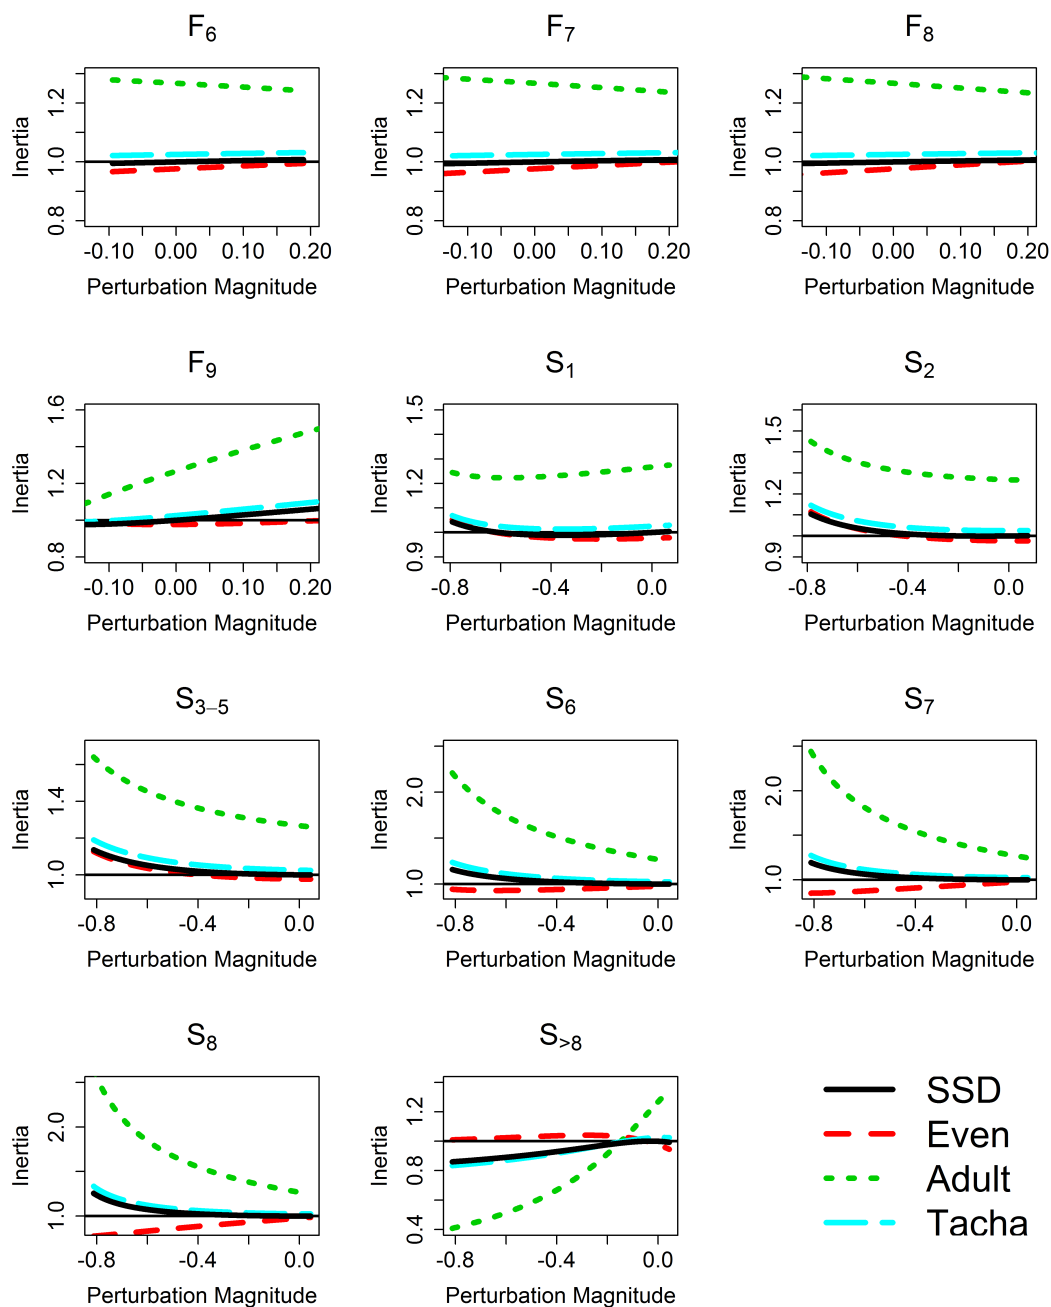 F6 F7 F8
1.2
1.0
0.8
Inertia
-0.10 0.00 0.10 0.20
Perturbation Magnitude
1.2
1.0
0.8
Inertia
-0.10 0.00 0.10 0.20
Perturbation Magnitude
1.2
1.0
0.8
Inertia
-0.10 0.00 0.10 0.20
Perturbation Magnitude
F9 S1 S2
1.6
1.2
0.8
Inertia
-0.10 0.00 0.10 0.20
Perturbation Magnitude
1.5
1.2
0.9
Inertia
-0.8 -0.4 0.0
Perturbation Magnitude
1.5
1.2
0.9
Inertia
-0.8 -0.4 0.0
Perturbation Magnitude
S3–5 S6 S7
1.4
1.0
Inertia
-0.8 -0.4 0.0
Perturbation Magnitude
2.0
1.0
Inertia
-0.8 -0.4 0.0
Perturbation Magnitude
2.0
1.0
Inertia
-0.8 -0.4 0.0
Perturbation Magnitude
S8 S>8
2.0
1.0
Inertia
-0.8 -0.4 0.0
Perturbation Magnitude
1.2
0.8
0.4
Inertia
-0.8 -0.4 0.0
Perturbation Magnitude
SSD
Even
Adult
Tacha